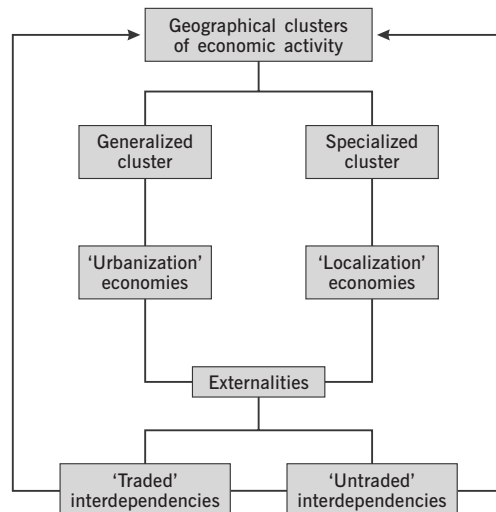 Geographical clusters
of economic activity
Generalized
cluster
Specialized
cluster
‘Urbanization’
economies
‘Localization’
economies
Externalities
‘Traded’
interdependencies
‘Untraded’
interdependencies